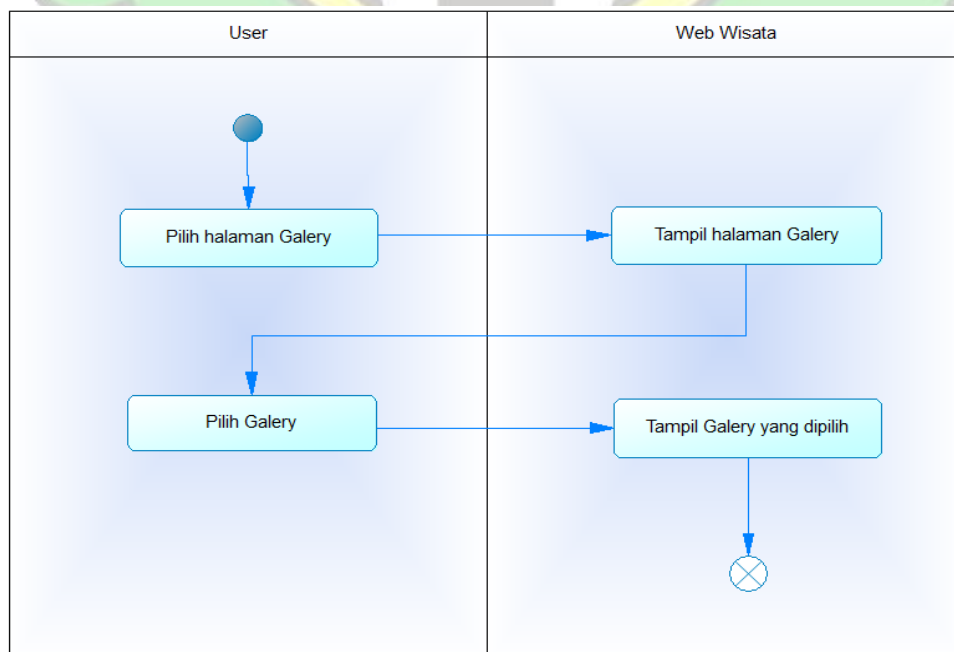 User
Web Wisata
Pilih halaman Galery
Tampil halaman Galery
Pilih Galery
Tampil Galery yang dipilih